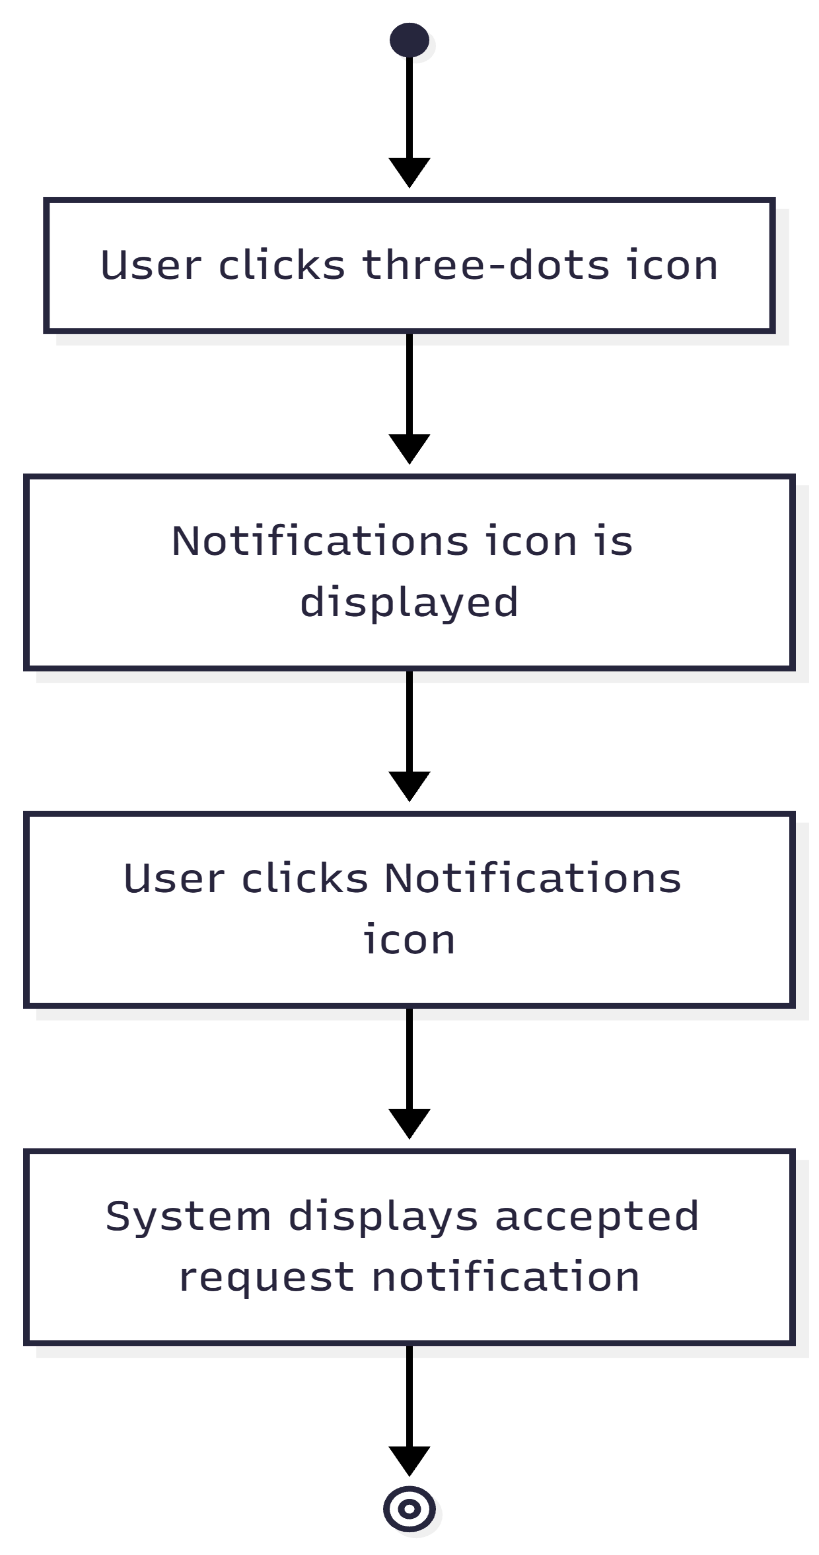 User clicks three-dots icon
Notifications icon is
displayed
User clicks Notifications
icon
System displays accepted
request notification